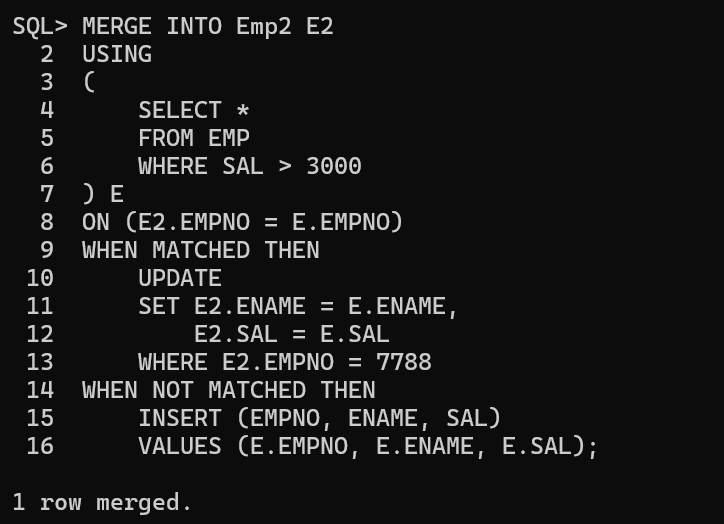 SQL> MERGE INTO Emp2 E2
  2  USING
  3  (
  4      SELECT *
  5      FROM EMP
  6      WHERE SAL > 3000
  7  ) E
  8  ON (E2.EMPNO = E.EMPNO)
  9  WHEN MATCHED THEN
 10      UPDATE
 11      SET E2.ENAME = E.ENAME,
 12          E2.SAL = E.SAL
 13      WHERE E2.EMPNO = 7788
 14  WHEN NOT MATCHED THEN
 15      INSERT (EMPNO, ENAME, SAL)
 16      VALUES (E.EMPNO, E.ENAME, E.SAL);

1 row merged.